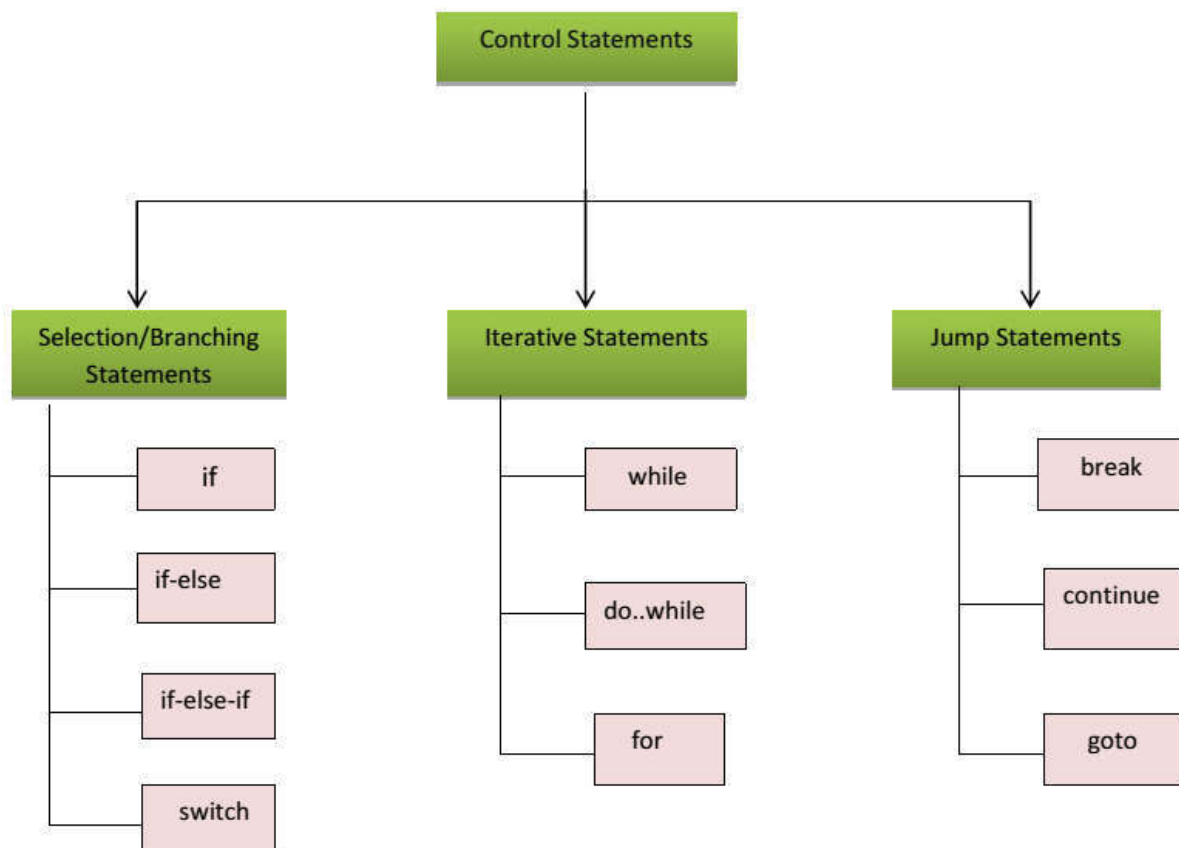 Control Statements
Selection/Branching
Statements
if
if-else
if-else-if
switch
Iterative Statements
while
do..while
for
Jump Statements
break
continue
goto